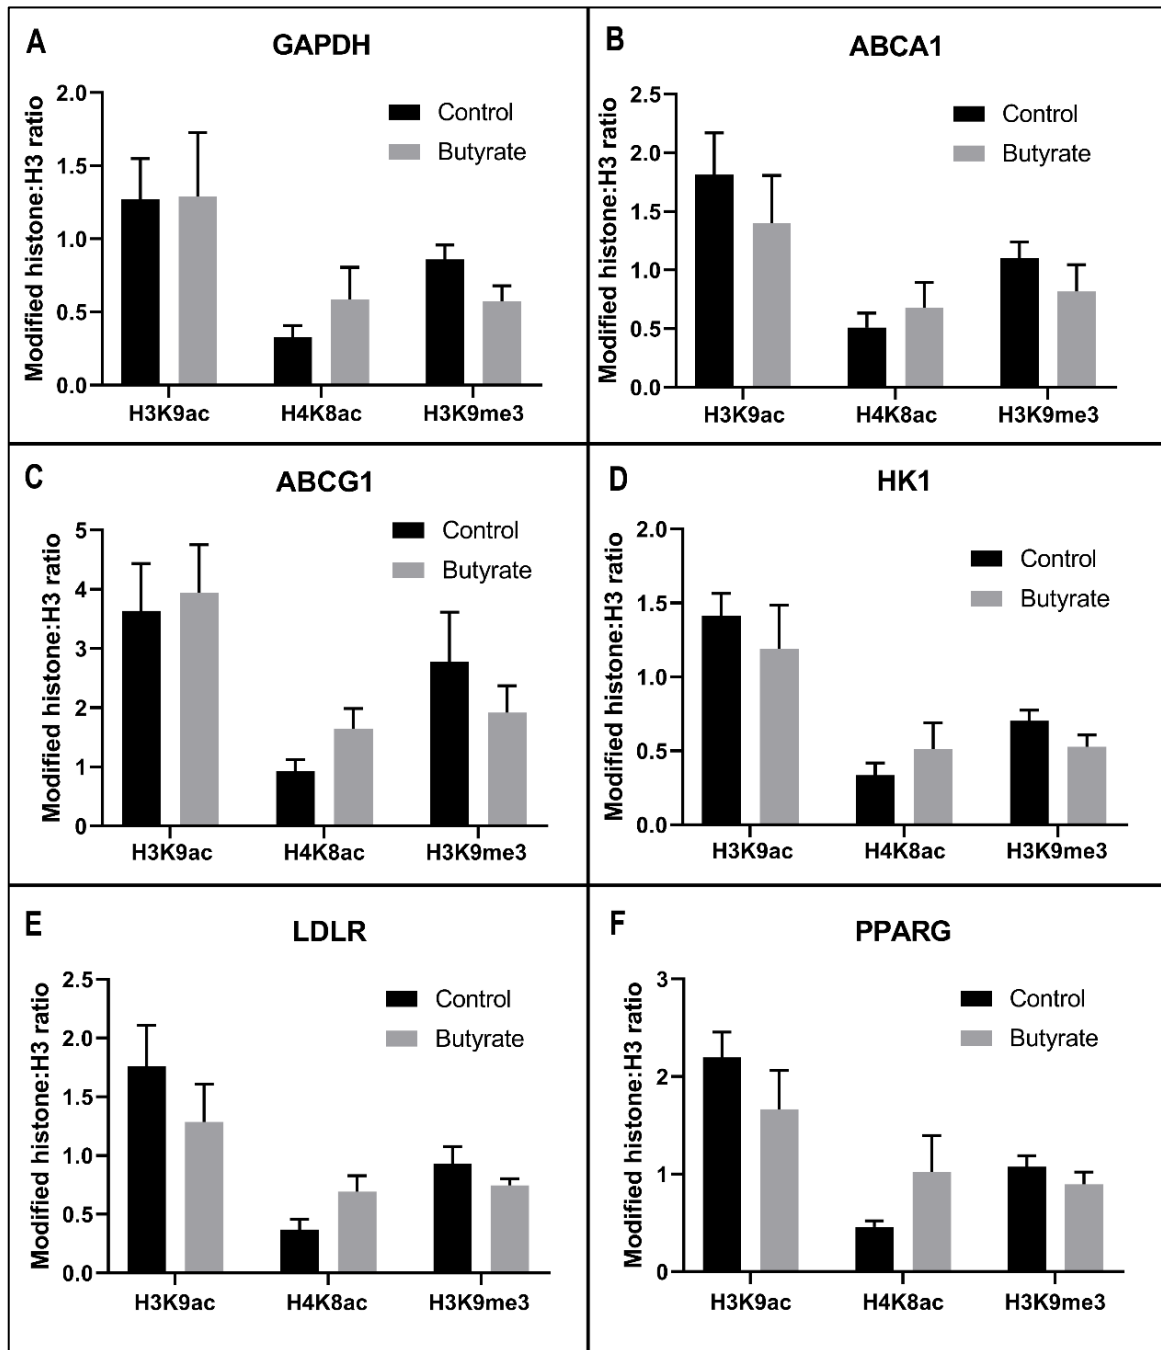 A
GAPDH
Modified histone:H3 ratio
2.0
1.5
1.0
0.5
0.0
Control
Butyrate
H3K9ac
H4K8ac
H3K9me3
B
ABCA1
Modified histone:H3 ratio
2.5
2.0
1.5
1.0
0.5
0.0
Control
Butyrate
H3K9ac
H4K8ac
H3K9me3
C
ABCG1
Modified histone:H3 ratio
5
4
3
2
1
0
Control
Butyrate
H3K9ac
H4K8ac
H3K9me3
D
HK1
Modified histone:H3 ratio
2.0
1.5
1.0
0.5
0.0
Control
Butyrate
H3K9ac
H4K8ac
H3K9me3
E
LDLR
Modified histone:H3 ratio
2.5
2.0
1.5
1.0
0.5
0.0
Control
Butyrate
H3K9ac
H4K8ac
H3K9me3
F
PPARG
Modified histone:H3 ratio
3
2
1
0
Control
Butyrate
H3K9ac
H4K8ac
H3K9me3